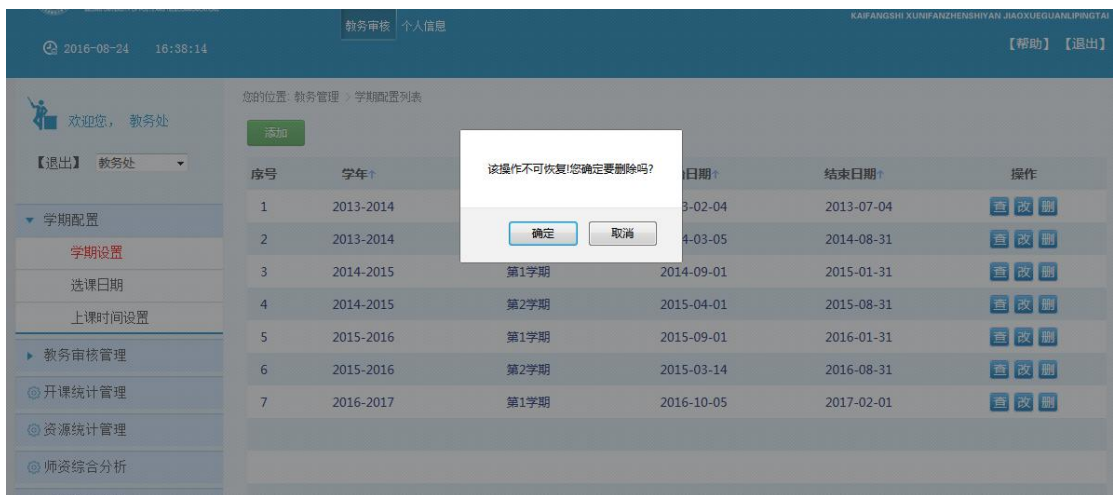 KAIFANGSHI XUNIFANZHENSHIYAN JIAOXUEGUANLIPINGTAI
教务审核 个人信息
2016-08-24 16:38:14
【帮助】 【退出】
欢迎您， 教务处
【退出】 教务处
学期配置
学期设置
选课日期
上课时间设置
教务审核管理
开课统计管理
资源统计管理
师资综合分析
您的位置: 教务管理 > 学期配置列表
添加
该操作不可恢复!您确定要删除吗?
确定 取消
序号 学年↑ 日期↑ 结束日期↑ 操作
1 2013-2014 3-02-04 2013-07-04 查 改 删
2 2013-2014 4-03-05 2014-08-31 查 改 删
3 2014-2015 第1学期 2014-09-01 2015-01-31 查 改 删
4 2014-2015 第2学期 2015-04-01 2015-08-31 查 改 删
5 2015-2016 第1学期 2015-09-01 2016-01-31 查 改 删
6 2015-2016 第2学期 2015-03-14 2016-08-31 查 改 删
7 2016-2017 第1学期 2016-10-05 2017-02-01 查 改 删